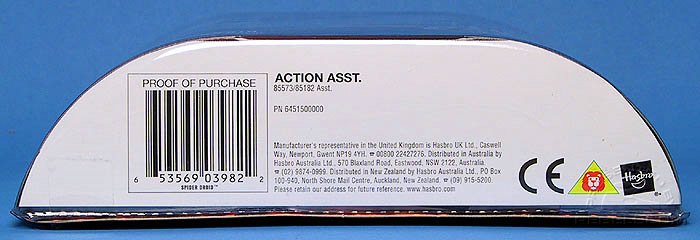 PROOF OF PURCHASE
6 53569 03982 2
SPIDER DROID™
ACTION ASST.
85573/85182 Asst.
PN 6451500000
Manufacturer's representative in the United Kingdom is Hasbro UK Ltd., Caswell
Way, Newport, Gwent NP19 4YH. ☎ 00800 22427276. Distributed in Australia by
Hasbro Australia Ltd., 570 Blaxland Road, Eastwood, NSW 2122, Australia.
☎ (02) 9874-0999. Distributed in New Zealand by Hasbro Australia Ltd., PO Box
100-940, North Shore Mail Centre, Auckland, New Zealand. ☎ (09) 915-5200.
Please retain our address for future reference. www.hasbro.com.
CE
Hasbro